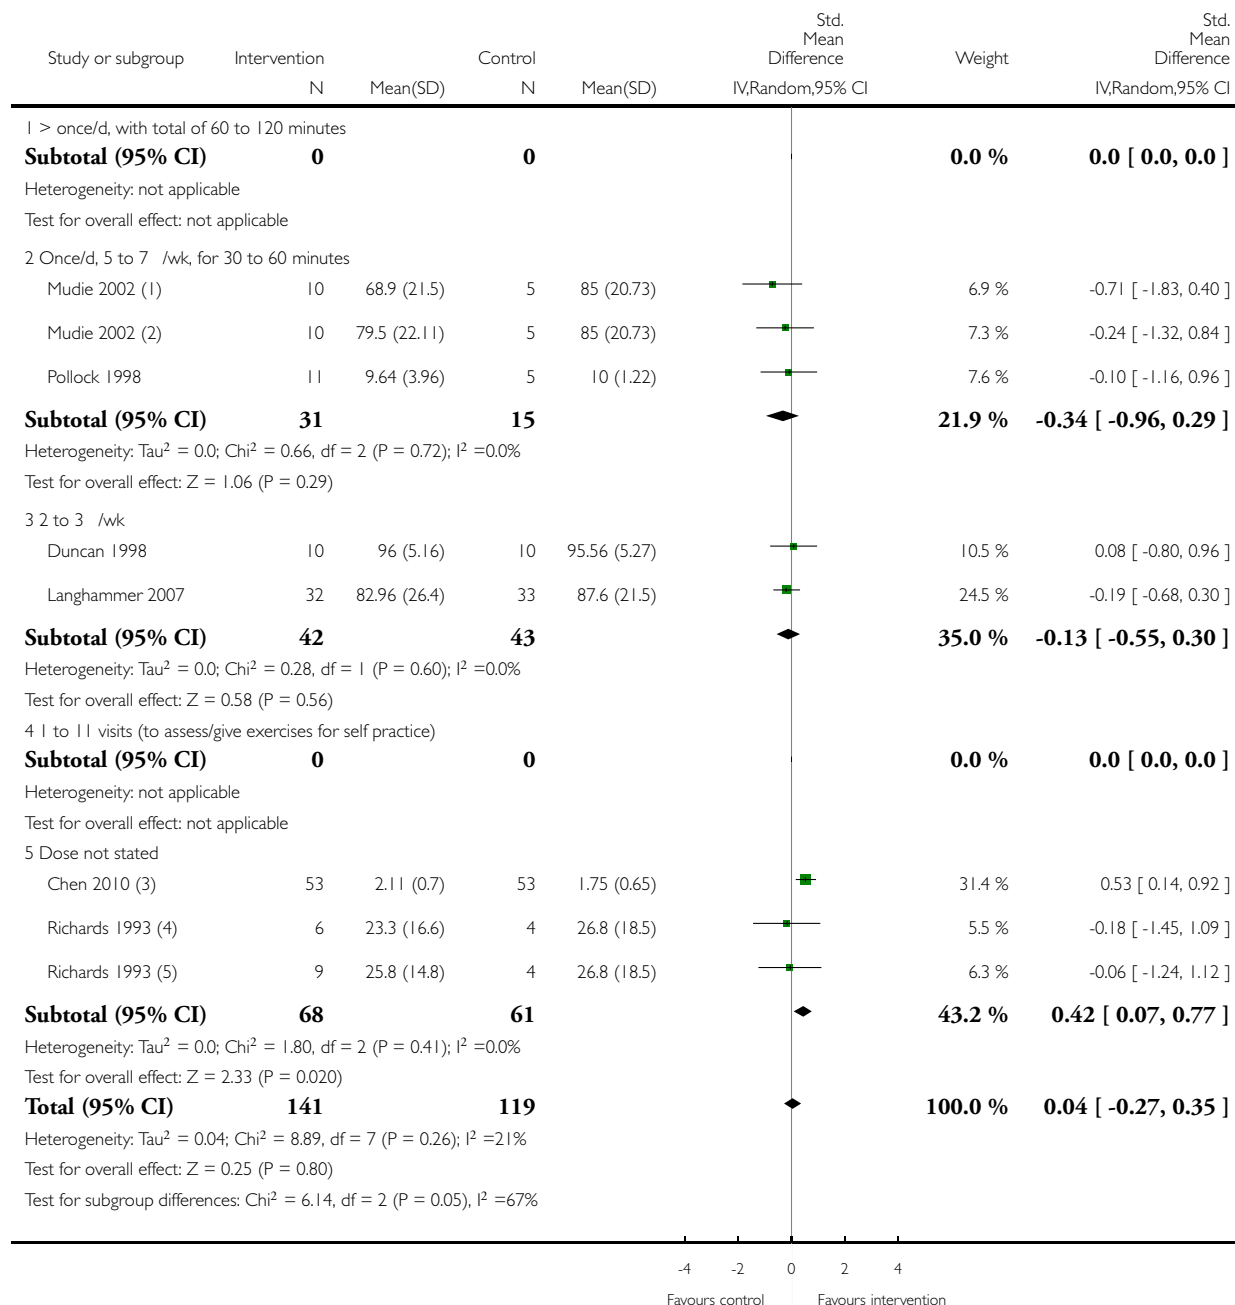 Std. Mean Difference Std. Mean Difference
Study or subgroup Intervention Control Weight
N Mean(SD) N Mean(SD) IV,Random,95% CI IV,Random,95% CI
1 > once/d, with total of 60 to 120 minutes
Subtotal (95% CI) 0 0 0.0 % 0.0 [ 0.0, 0.0 ]
Heterogeneity: not applicable
Test for overall effect: not applicable
2 Once/d, 5 to 7 /wk, for 30 to 60 minutes
Mudie 2002 (1) 10 68.9 (21.5) 5 85 (20.73) 6.9 % -0.71 [ -1.83, 0.40 ]
Mudie 2002 (2) 10 79.5 (22.11) 5 85 (20.73) 7.3 % -0.24 [ -1.32, 0.84 ]
Pollock 1998 11 9.64 (3.96) 5 10 (1.22) 7.6 % -0.10 [ -1.16, 0.96 ]
Subtotal (95% CI) 31 15 21.9 % -0.34 [ -0.96, 0.29 ]
Heterogeneity: Tau² = 0.0; Chi² = 0.66, df = 2 (P = 0.72); I² =0.0%
Test for overall effect: Z = 1.06 (P = 0.29)
3 2 to 3 /wk
Duncan 1998 10 96 (5.16) 10 95.56 (5.27) 10.5 % 0.08 [ -0.80, 0.96 ]
Langhammer 2007 32 82.96 (26.4) 33 87.6 (21.5) 24.5 % -0.19 [ -0.68, 0.30 ]
Subtotal (95% CI) 42 43 35.0 % -0.13 [ -0.55, 0.30 ]
Heterogeneity: Tau² = 0.0; Chi² = 0.28, df = 1 (P = 0.60); I² =0.0%
Test for overall effect: Z = 0.58 (P = 0.56)
4 1 to 11 visits (to assess/give exercises for self practice)
Subtotal (95% CI) 0 0 0.0 % 0.0 [ 0.0, 0.0 ]
Heterogeneity: not applicable
Test for overall effect: not applicable
5 Dose not stated
Chen 2010 (3) 53 2.11 (0.7) 53 1.75 (0.65) 31.4 % 0.53 [ 0.14, 0.92 ]
Richards 1993 (4) 6 23.3 (16.6) 4 26.8 (18.5) 5.5 % -0.18 [ -1.45, 1.09 ]
Richards 1993 (5) 9 25.8 (14.8) 4 26.8 (18.5) 6.3 % -0.06 [ -1.24, 1.12 ]
Subtotal (95% CI) 68 61 43.2 % 0.42 [ 0.07, 0.77 ]
Heterogeneity: Tau² = 0.0; Chi² = 1.80, df = 2 (P = 0.41); I² =0.0%
Test for overall effect: Z = 2.33 (P = 0.020)
Total (95% CI) 141 119 100.0 % 0.04 [ -0.27, 0.35 ]
Heterogeneity: Tau² = 0.04; Chi² = 8.89, df = 7 (P = 0.26); I² =21%
Test for overall effect: Z = 0.25 (P = 0.80)
Test for subgroup differences: Chi² = 6.14, df = 2 (P = 0.05), I² =67%
-4 -2 0 2 4
Favours control Favours intervention